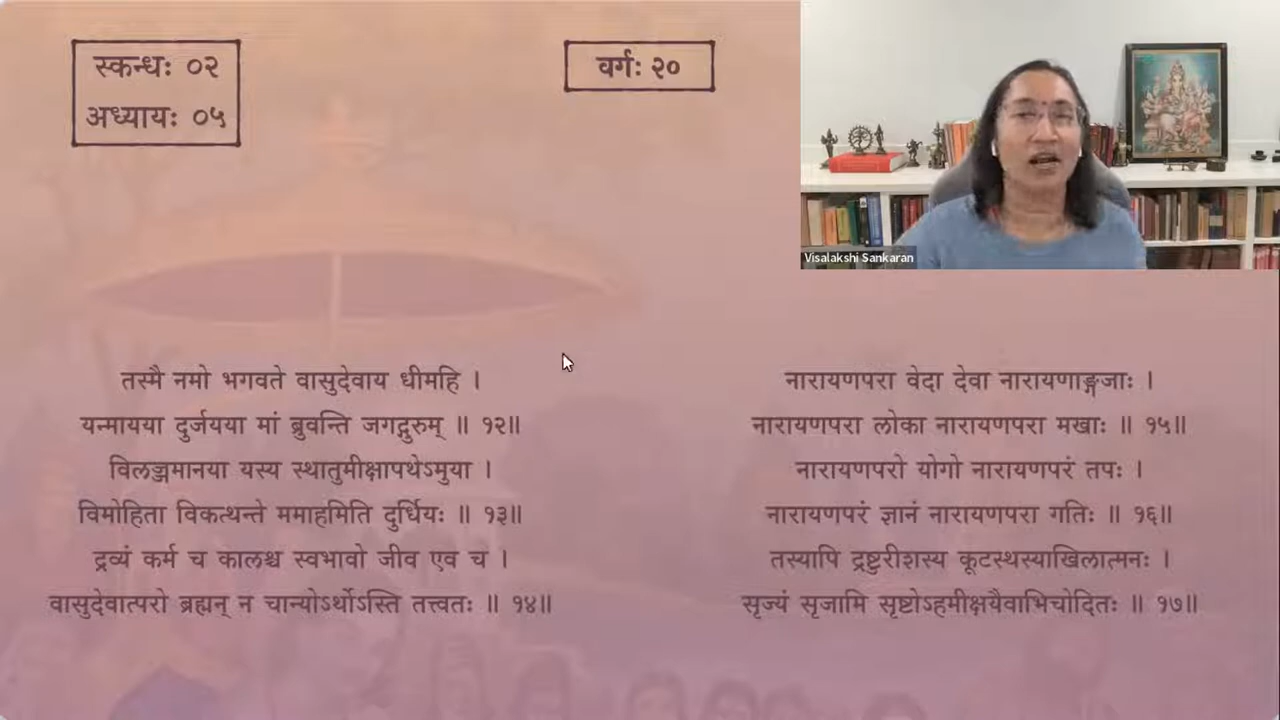 स्कन्धः ०२
अध्यायः ०५
वर्गः २०
Visalakshi Sankaran
तस्मै नमो भगवते वासुदेवाय धीमहि ।
यन्मायया दुर्जयया मां ब्रुवन्ति जगद्गुरुम् ॥ १२॥
विलज्जमानया यस्य स्थातुमीक्षापथेऽमुया ।
विमोहिता विकत्थन्ते ममाहमिति दुर्धियः ॥ १३॥
द्रव्यं कर्म च कालश्च स्वभावो जीव एव च ।
वासुदेवात्परो ब्रह्मन् न चान्योऽर्थोऽस्ति तत्त्वतः ॥ १४॥
नारायणपरा वेदा देवा नारायणाङ्गजाः ।
नारायणपरा लोका नारायणपरा मखाः ॥ १५॥
नारायणपरो योगो नारायणपरं तपः ।
नारायणपरं ज्ञानं नारायणपरा गतिः ॥ १६॥
तस्यापि द्रष्टुरीशस्य कूटस्थस्याखिलात्मनः ।
सृज्यं सृजामि सृष्टोऽहमीक्षयैवाभिचोदितः ॥ १७॥